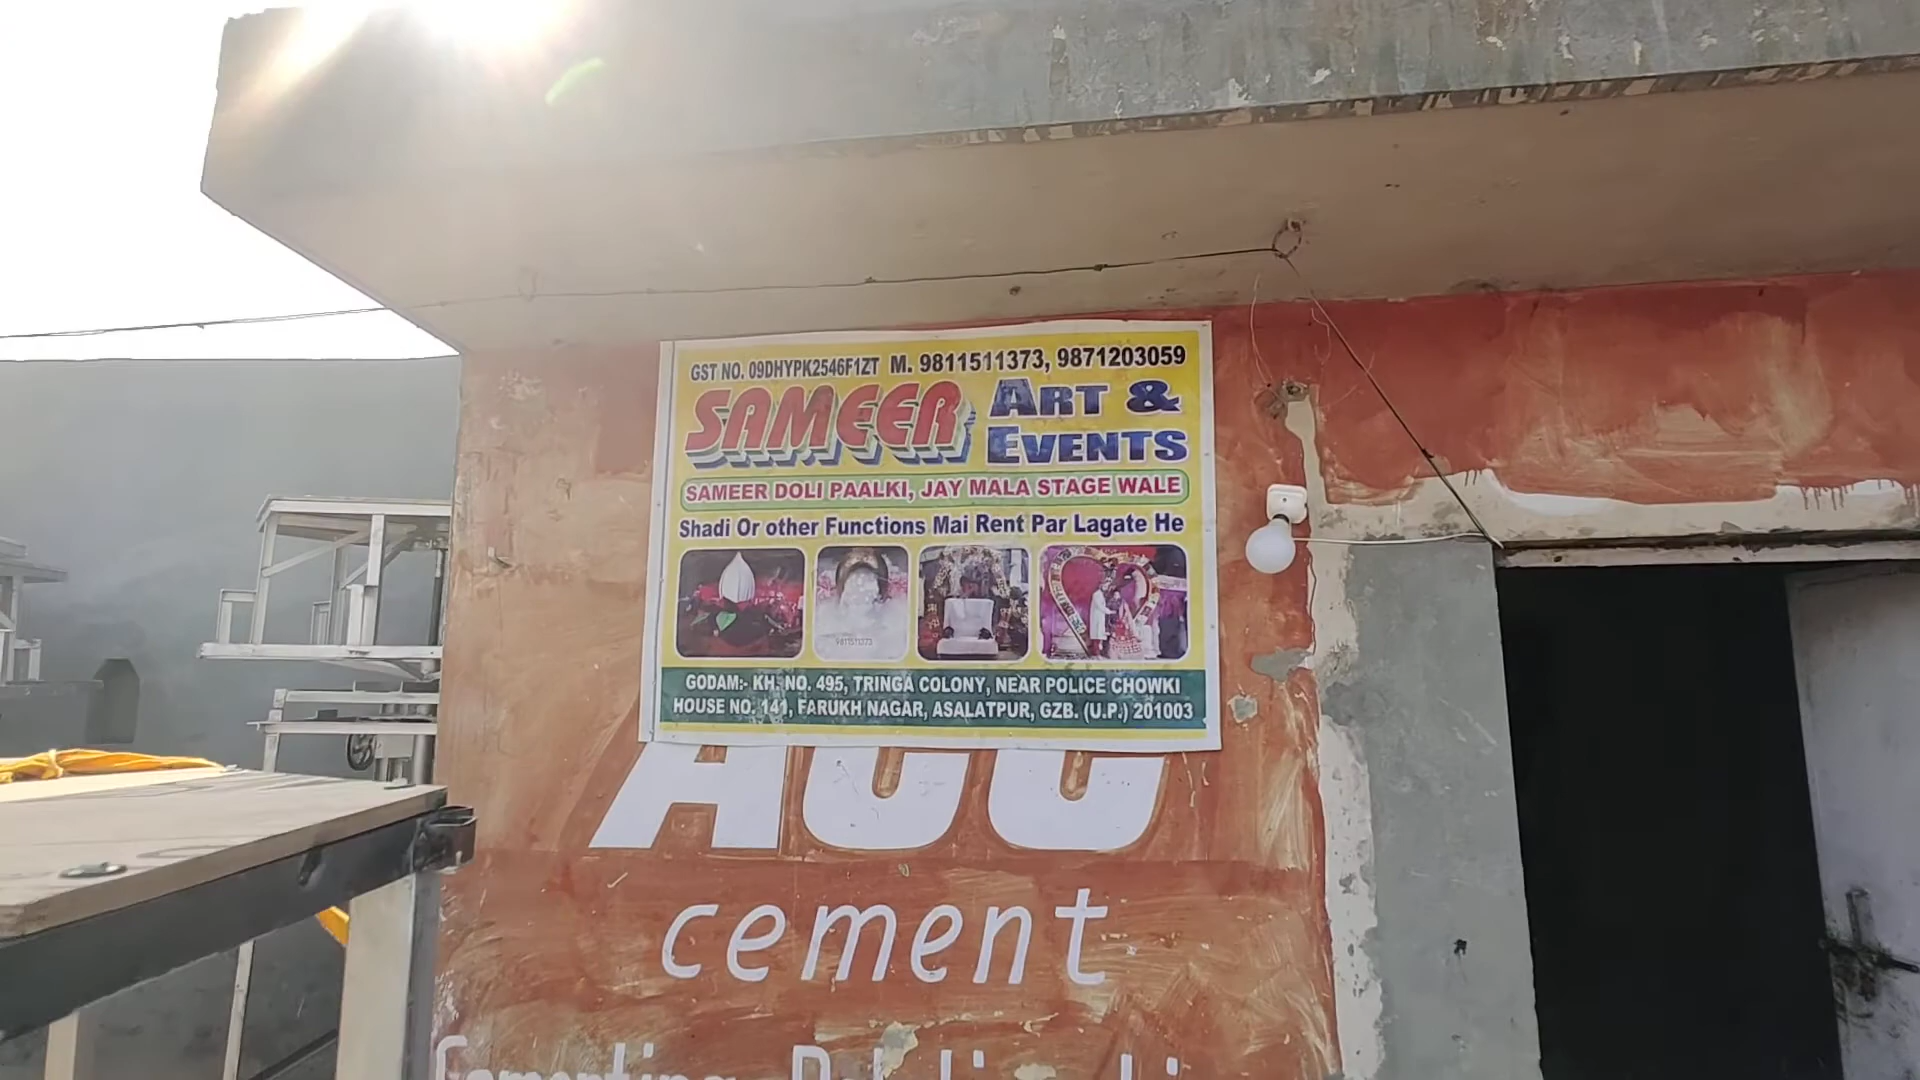 GST NO. 09DHYPK2546F1ZT M. 9811511373, 9871203059
SAMEER ART & EVENTS
SAMEER DOLI PAALKI, JAY MALA STAGE WALE
Shadi Or other Functions Mai Rent Par Lagate He
9811511373
GODAM:- KH. NO. 495, TRINGA COLONY, NEAR POLICE CHOWKI
HOUSE NO. 141, FARUKH NAGAR, ASALATPUR, GZB. (U.P.) 201003
ACC
cement